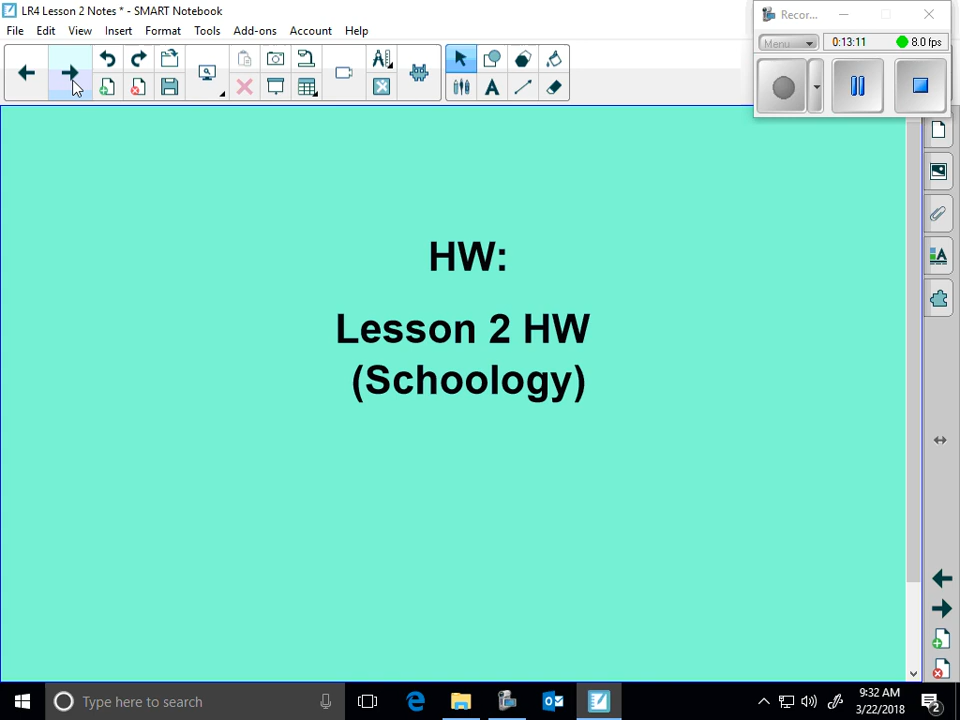 LR4 Lesson 2 Notes * - SMART Notebook
File Edit View Insert Format Tools Add-ons Account Help
Recor...
Menu 0:13:11 8.0 fps
HW:
Lesson 2 HW
(Schoology)
Type here to search
9:32 AM
3/22/2018
2